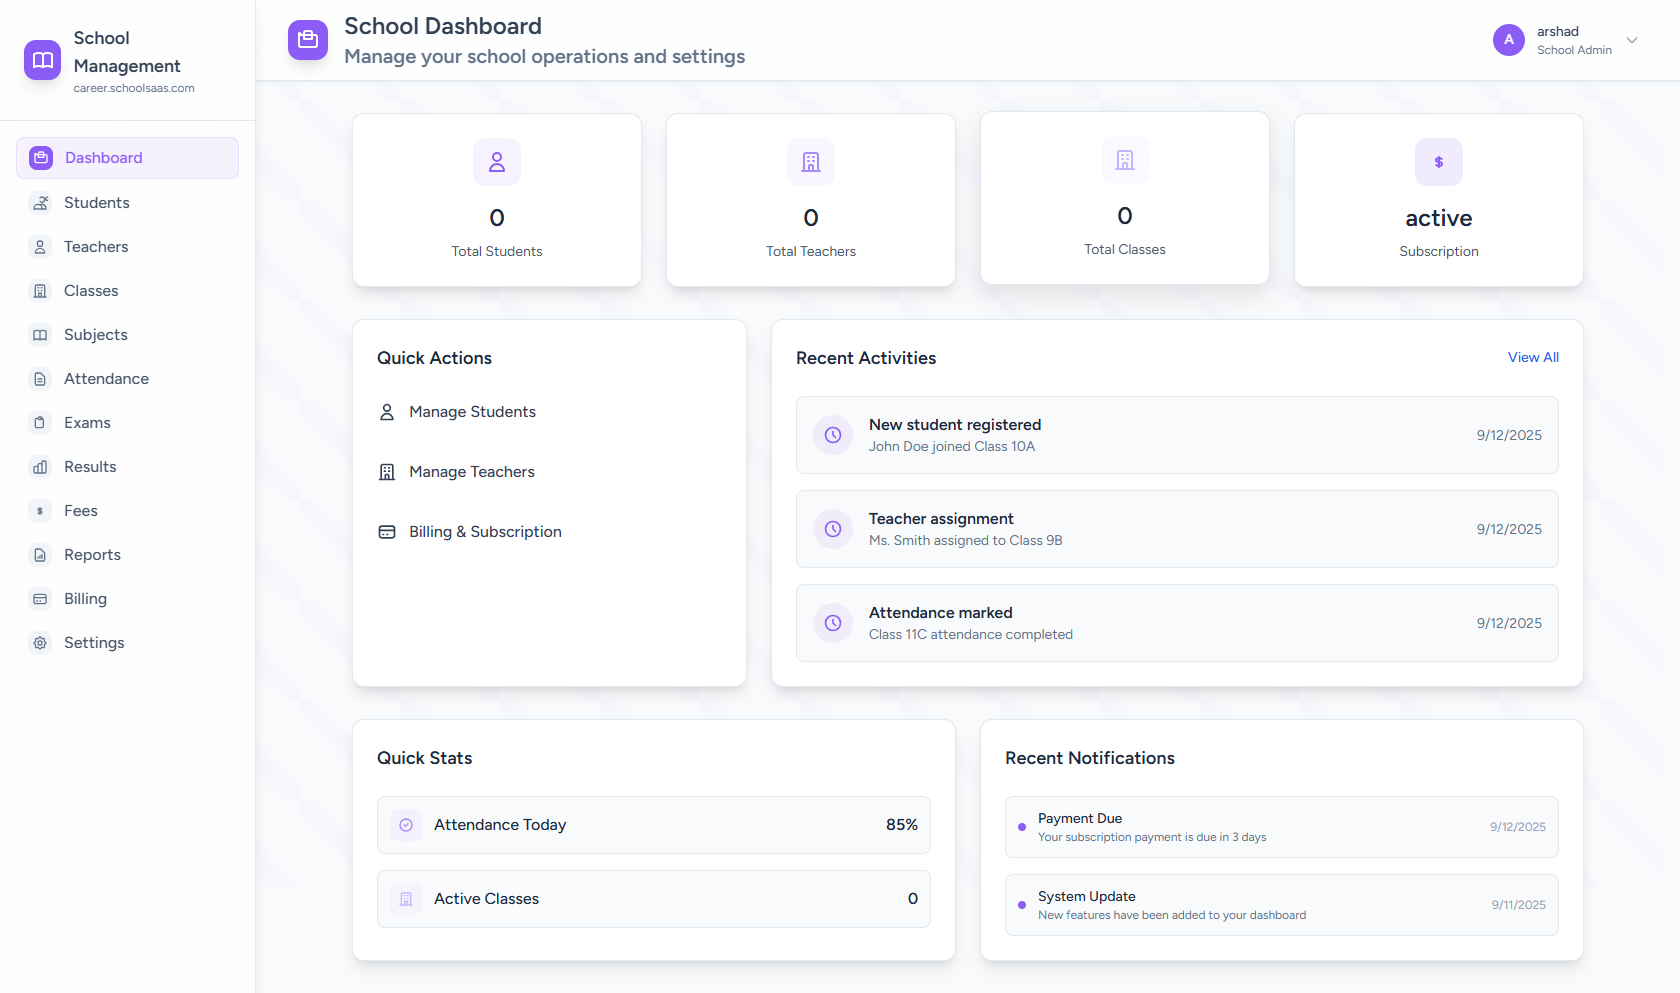 School
Management
career.schoolsaas.com
Dashboard
Students
Teachers
Classes
Subjects
Attendance
Exams
Results
$ Fees
Reports
Billing
Settings
School Dashboard
Manage your school operations and settings
A
arshad
School Admin
0
Total Students
0
Total Teachers
0
Total Classes
$
active
Subscription
Quick Actions
Manage Students
Manage Teachers
Billing & Subscription
Recent Activities
View All
New student registered
John Doe joined Class 10A
9/12/2025
Teacher assignment
Ms. Smith assigned to Class 9B
9/12/2025
Attendance marked
Class 11C attendance completed
9/12/2025
Quick Stats
Attendance Today 85%
Active Classes 0
Recent Notifications
Payment Due
Your subscription payment is due in 3 days
9/12/2025
System Update
New features have been added to your dashboard
9/11/2025